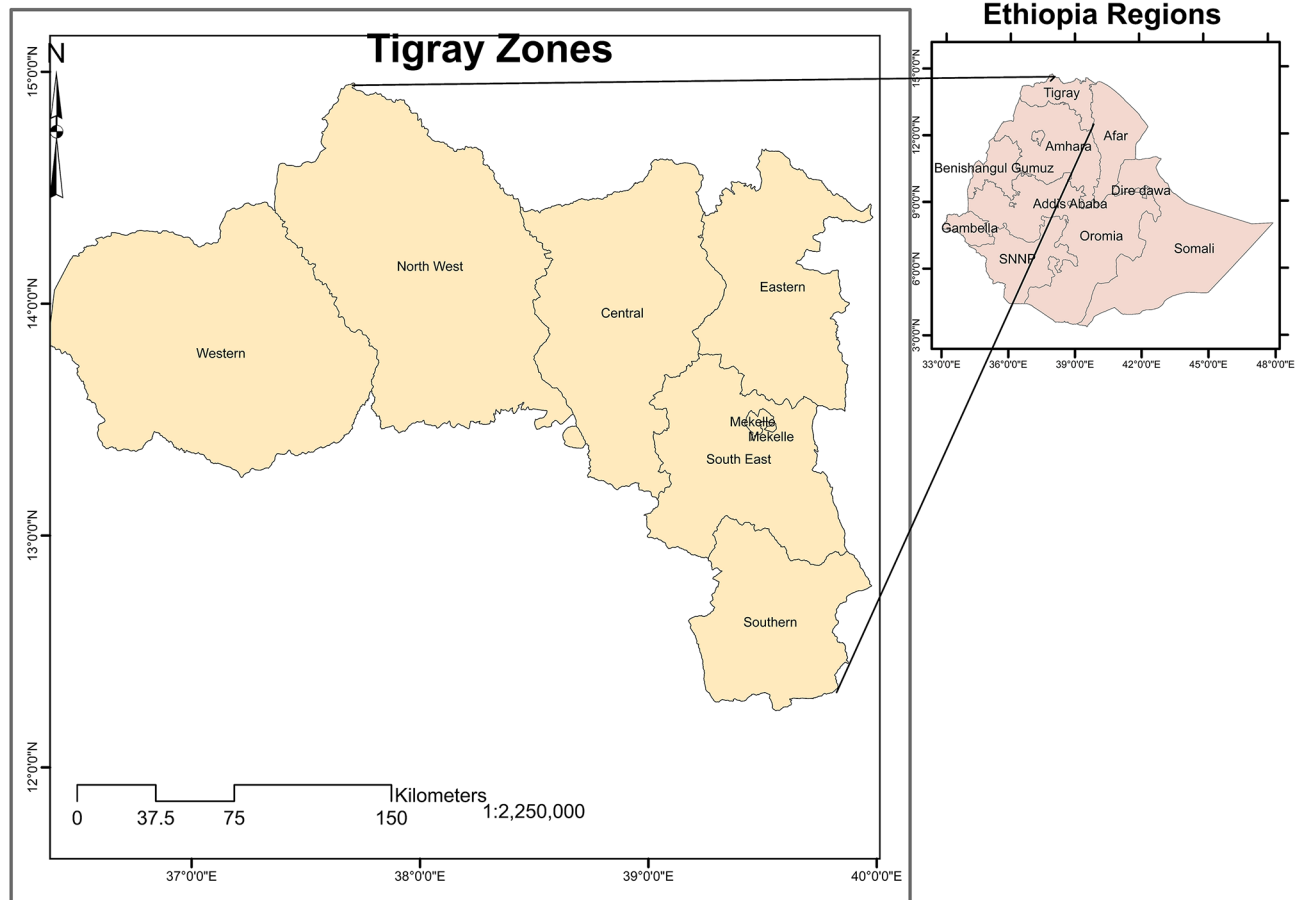 Ethiopia Regions
Tigray Zones
N
15°0'0"N
14°0'0"N
13°0'0"N
12°0'0"N
North West
Central
Eastern
Western
Mekelle
Mekelle
South East
Southern
Kilometers
0 37.5 75 150
1:2,250,000
37°0'0"E 38°0'0"E 39°0'0"E 40°0'0"E
12°0'0"N
9°0'0"N
6°0'0"N
3°0'0"N
Tigray
Afar
Amhara
Benishangul Gumuz
Dire dawa
Addis Ababa
Gambella
Oromia
Somali
SNNP
33°0'0"E 36°0'0"E 39°0'0"E 42°0'0"E 45°0'0"E 48°0'0"E